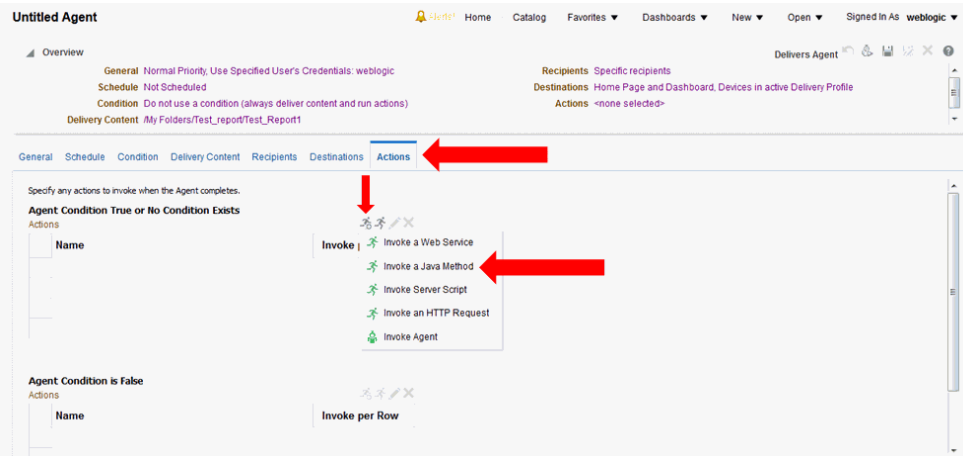 Untitled Agent
Alerts! Home Catalog Favorites Dashboards New Open Signed In As weblogic
Overview
Delivers Agent
General Normal Priority, Use Specified User's Credentials: weblogic
Recipients Specific recipients
Schedule Not Scheduled
Destinations Home Page and Dashboard, Devices in active Delivery Profile
Condition Do not use a condition (always deliver content and run actions)
Actions <none selected>
Delivery Content /My Folders/Test_report/Test_Report1
General Schedule Condition Delivery Content Recipients Destinations Actions
Specify any actions to invoke when the Agent completes.
Agent Condition True or No Condition Exists
Actions
Name Invoke
Invoke a Web Service
Invoke a Java Method
Invoke Server Script
Invoke an HTTP Request
Invoke Agent
Agent Condition is False
Actions
Name Invoke per Row